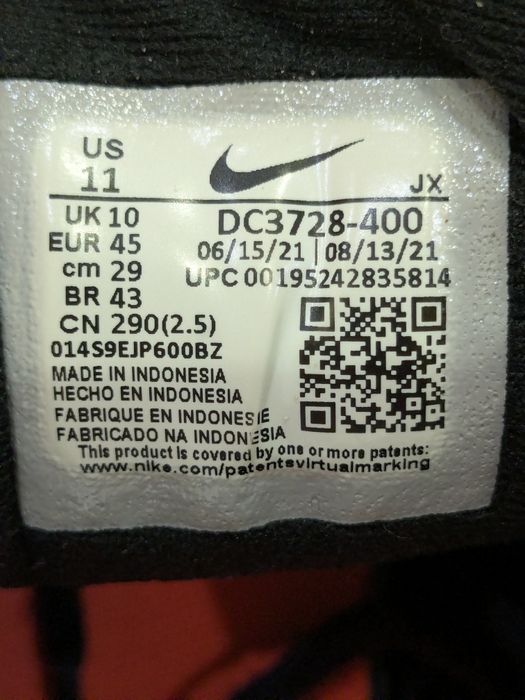 US
11
JX
UK 10
DC3728-400
EUR 45
06/15/21 | 08/13/21
cm 29
UPC 00195242835814
BR 43
CN 290(2.5)
014S9EJP600BZ
MADE IN INDONESIA
HECHO EN INDONESIA
FABRIQUE EN INDONESIE
FABRICADO NA INDONESIA
This product is covered by one or more patents:
www.nike.com/patentsvirtualmarking